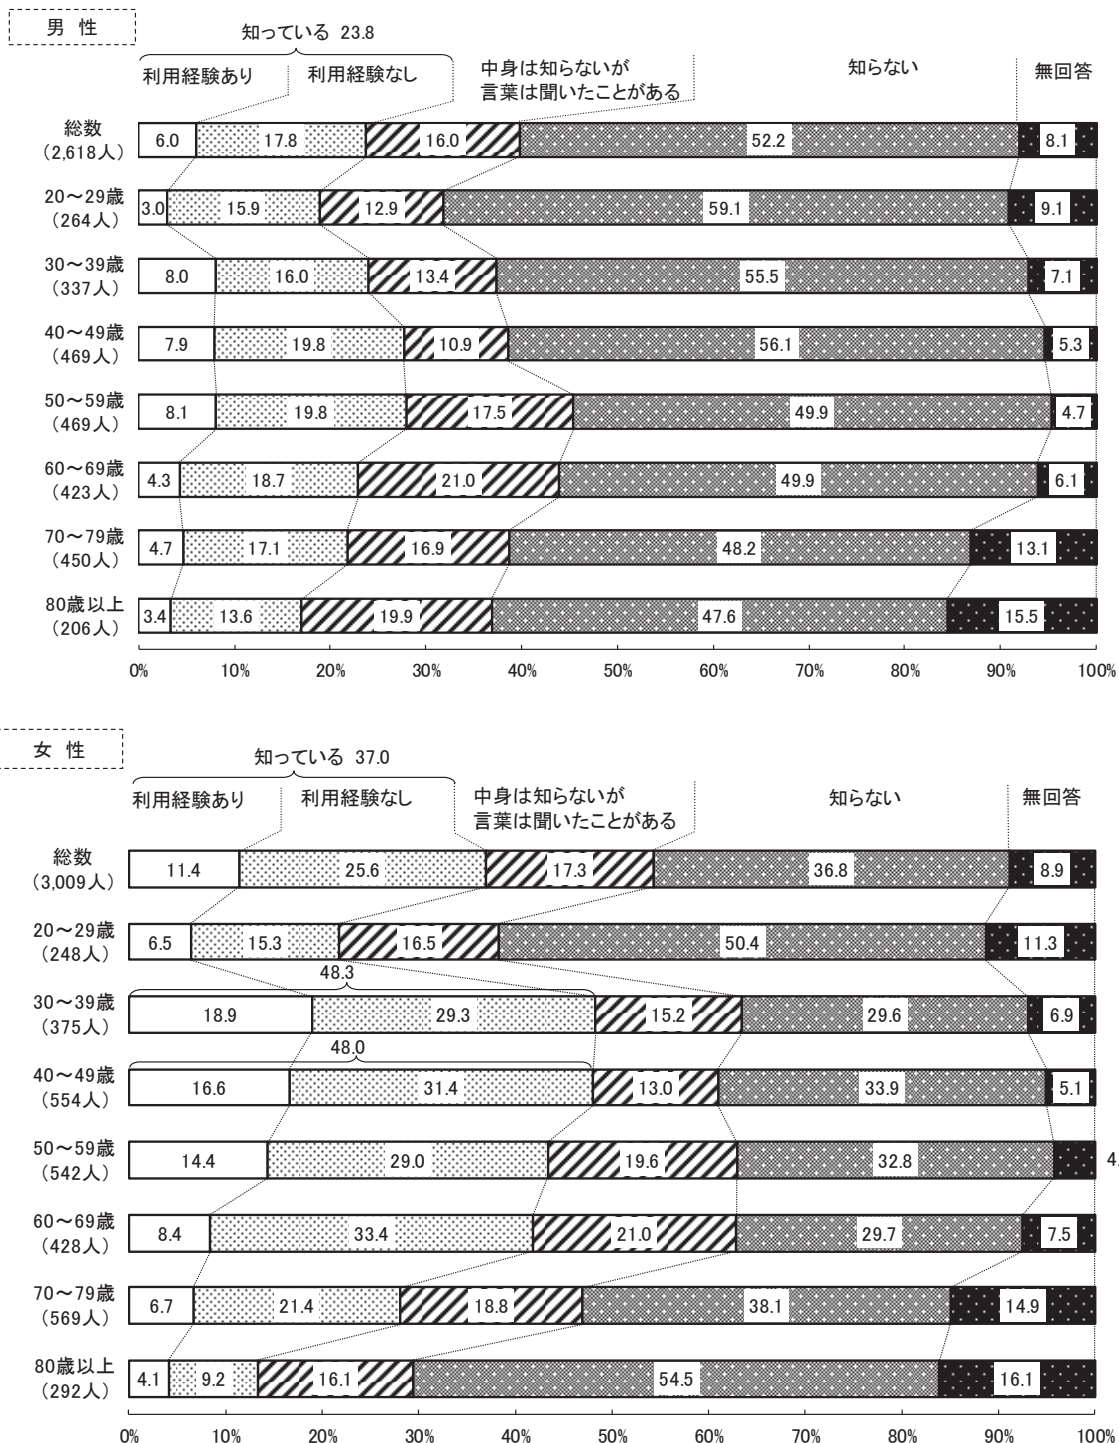 男 性
知っている 23.8
利用経験あり 利用経験なし 中身は知らないが 知らない 無回答
言葉は聞いたことがある
総数
(2,618人)
6.0 17.8 16.0 52.2 8.1
20～29歳
(264人)
3.0 15.9 12.9 59.1 9.1
30～39歳
(337人)
8.0 16.0 13.4 55.5 7.1
40～49歳
(469人)
7.9 19.8 10.9 56.1 5.3
50～59歳
(469人)
8.1 19.8 17.5 49.9 4.7
60～69歳
(423人)
4.3 18.7 21.0 49.9 6.1
70～79歳
(450人)
4.7 17.1 16.9 48.2 13.1
80歳以上
(206人)
3.4 13.6 19.9 47.6 15.5
0% 10% 20% 30% 40% 50% 60% 70% 80% 90% 100%
女 性
知っている 37.0
利用経験あり 利用経験なし 中身は知らないが 知らない 無回答
言葉は聞いたことがある
総数
(3,009人)
11.4 25.6 17.3 36.8 8.9
20～29歳
(248人)
6.5 15.3 16.5 50.4 11.3
48.3
30～39歳
(375人)
18.9 29.3 15.2 29.6 6.9
48.0
40～49歳
(554人)
16.6 31.4 13.0 33.9 5.1
50～59歳
(542人)
14.4 29.0 19.6 32.8
60～69歳
(428人)
8.4 33.4 21.0 29.7 7.5
70～79歳
(569人)
6.7 21.4 18.8 38.1 14.9
80歳以上
(292人)
4.1 9.2 16.1 54.5 16.1
0% 10% 20% 30% 40% 50% 60% 70% 80% 90% 100%